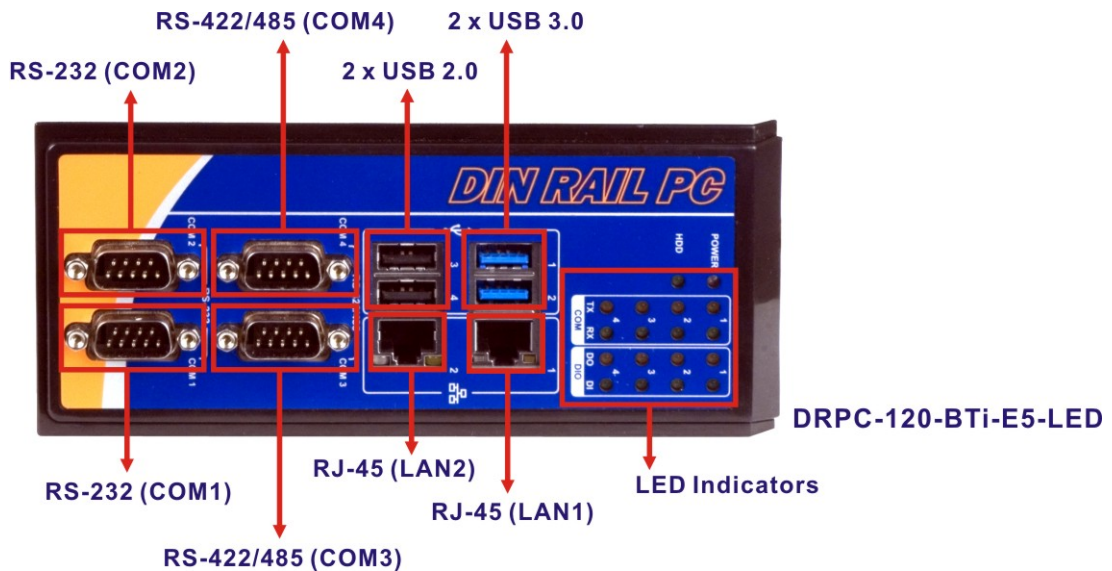 RS-422/485 (COM4)
2 x USB 3.0
RS-232 (COM2)
2 x USB 2.0
DIN RAIL PC
COM 2
COM 4
3
4
1
2
HDD
POWER
COM
TX
RX
4
3
2
1
DIO
DO
DI
4
3
2
1
COM 1
COM 3
2
1
DRPC-120-BTi-E5-LED
RJ-45 (LAN2)
LED Indicators
RS-232 (COM1)
RJ-45 (LAN1)
RS-422/485 (COM3)